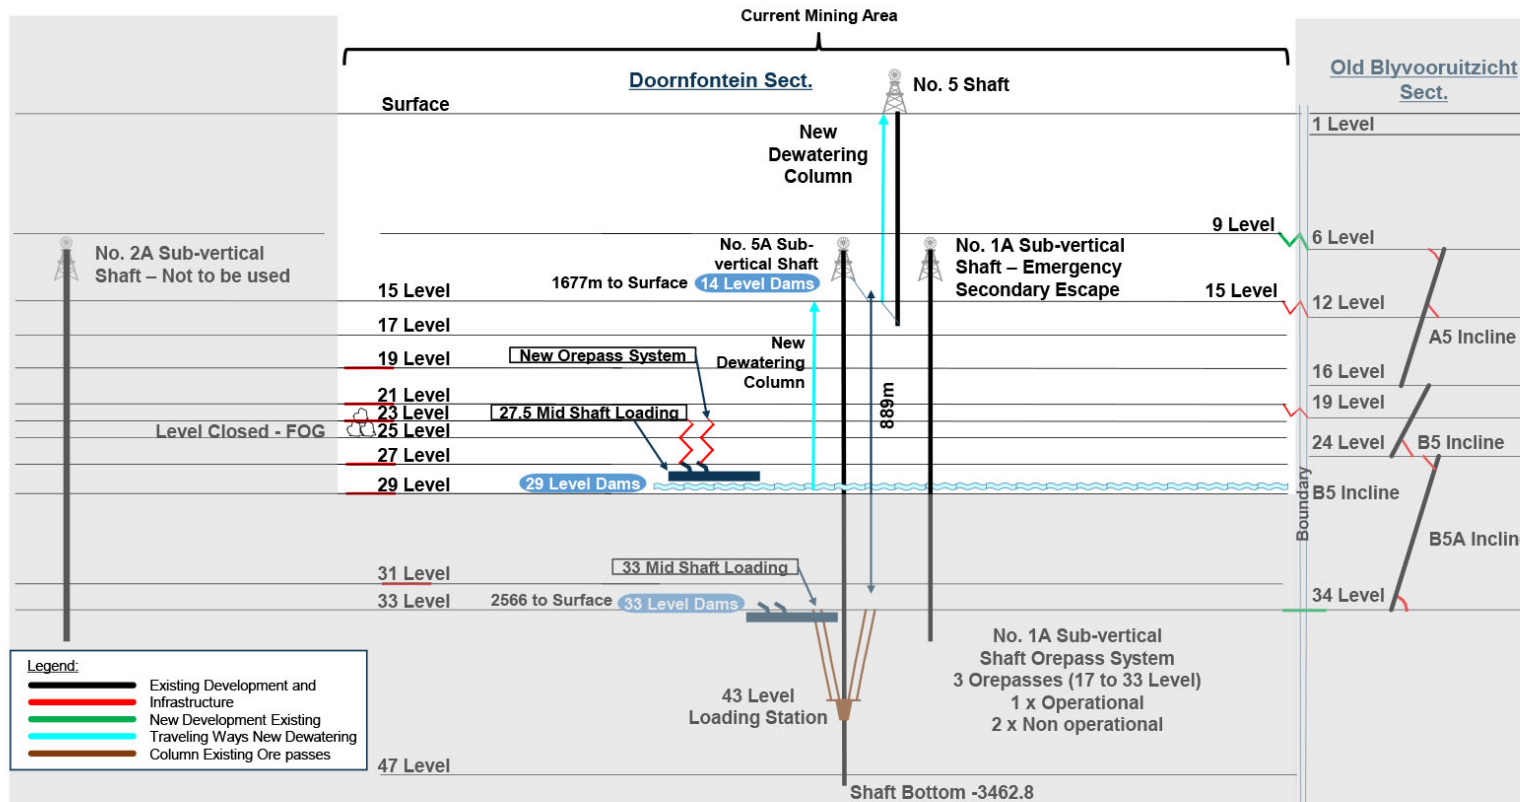 Current Mining Area
Doornfontein Sect.
Old Blyvooruitzicht
Sect.
No. 5 Shaft
Surface
1 Level
New
Dewatering
Column
9 Level
6 Level
No. 2A Sub-vertical
Shaft – Not to be used
No. 5A Sub-
vertical Shaft
No. 1A Sub-vertical
Shaft – Emergency
Secondary Escape
1677m to Surface
14 Level Dams
15 Level
15 Level
12 Level
17 Level
A5 Incline
New
Dewatering
Column
19 Level
New Orepass System
16 Level
889m
21 Level
19 Level
23 Level
27.5 Mid Shaft Loading
Level Closed - FOG
25 Level
24 Level
B5 Incline
27 Level
29 Level
29 Level Dams
B5 Incline
Boundary
B5A Inclin
31 Level
33 Mid Shaft Loading
33 Level
2566 to Surface
33 Level Dams
34 Level
No. 1A Sub-vertical
Shaft Orepass System
3 Orepasses (17 to 33 Level)
1 x Operational
2 x Non operational
43 Level
Loading Station
Legend:
Existing Development and
Infrastructure
New Development Existing
Traveling Ways New Dewatering
Column Existing Ore passes
47 Level
Shaft Bottom -3462.8